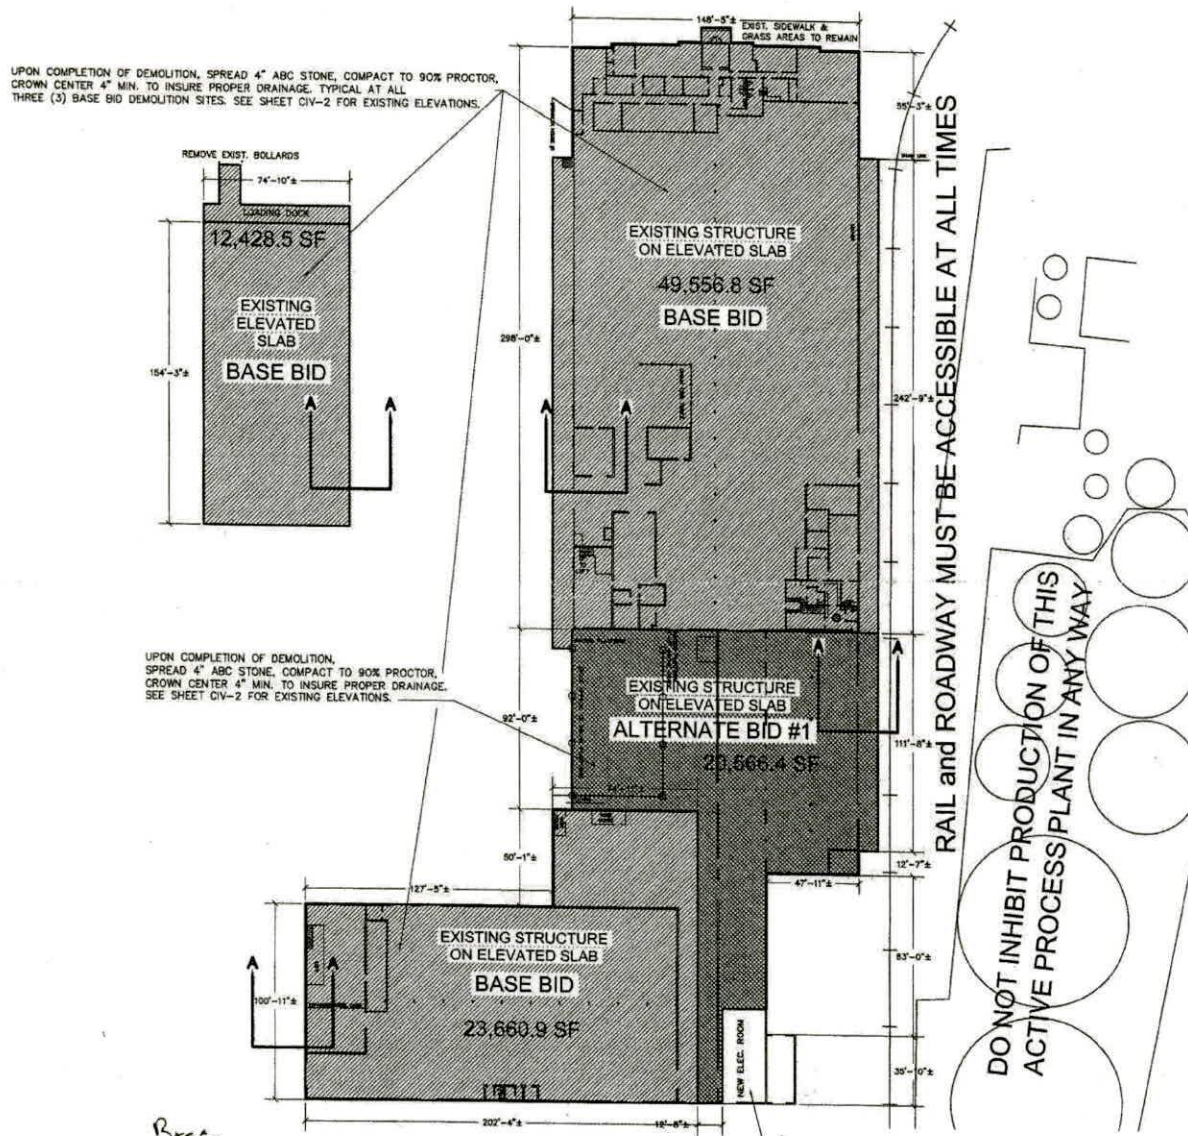 148'-5"±
EXIST. SIDEWALK &
GRASS AREAS TO REMAIN
UPON COMPLETION OF DEMOLITION, SPREAD 4" ABC STONE, COMPACT TO 90% PROCTOR,
CROWN CENTER 4" MIN. TO INSURE PROPER DRAINAGE. TYPICAL AT ALL
THREE (3) BASE BID DEMOLITION SITES. SEE SHEET CIV-2 FOR EXISTING ELEVATIONS.
55'-3"±
REMOVE EXIST. BOLLARDS
74'-10"±
LOADING DOCK
12,428.5 SF
EXISTING
ELEVATED
SLAB
BASE BID
154'-3"±
A A
EXISTING STRUCTURE
ON ELEVATED SLAB
49,556.8 SF
BASE BID
298'-0"±
242'-9"±
A A
RAIL and ROADWAY MUST BE ACCESSIBLE AT ALL TIMES
UPON COMPLETION OF DEMOLITION,
SPREAD 4" ABC STONE, COMPACT TO 90% PROCTOR,
CROWN CENTER 4" MIN. TO INSURE PROPER DRAINAGE.
SEE SHEET CIV-2 FOR EXISTING ELEVATIONS.
A A
EXISTING STRUCTURE
ON ELEVATED SLAB
ALTERNATE BID #1
20,566.4 SF
92'-0"±
111'-8"±
DO NOT INHIBIT PRODUCTION OF THIS
ACTIVE PROCESS PLANT IN ANY WAY
50'-1"±
12'-7"±
127'-5"±
47'-11"±
EXISTING STRUCTURE
ON ELEVATED SLAB
BASE BID
23,660.9 SF
A A
100'-11"±
83'-0"±
NEW ELEC. ROOM
35'-10"±
202'-4"±
12'-8"±